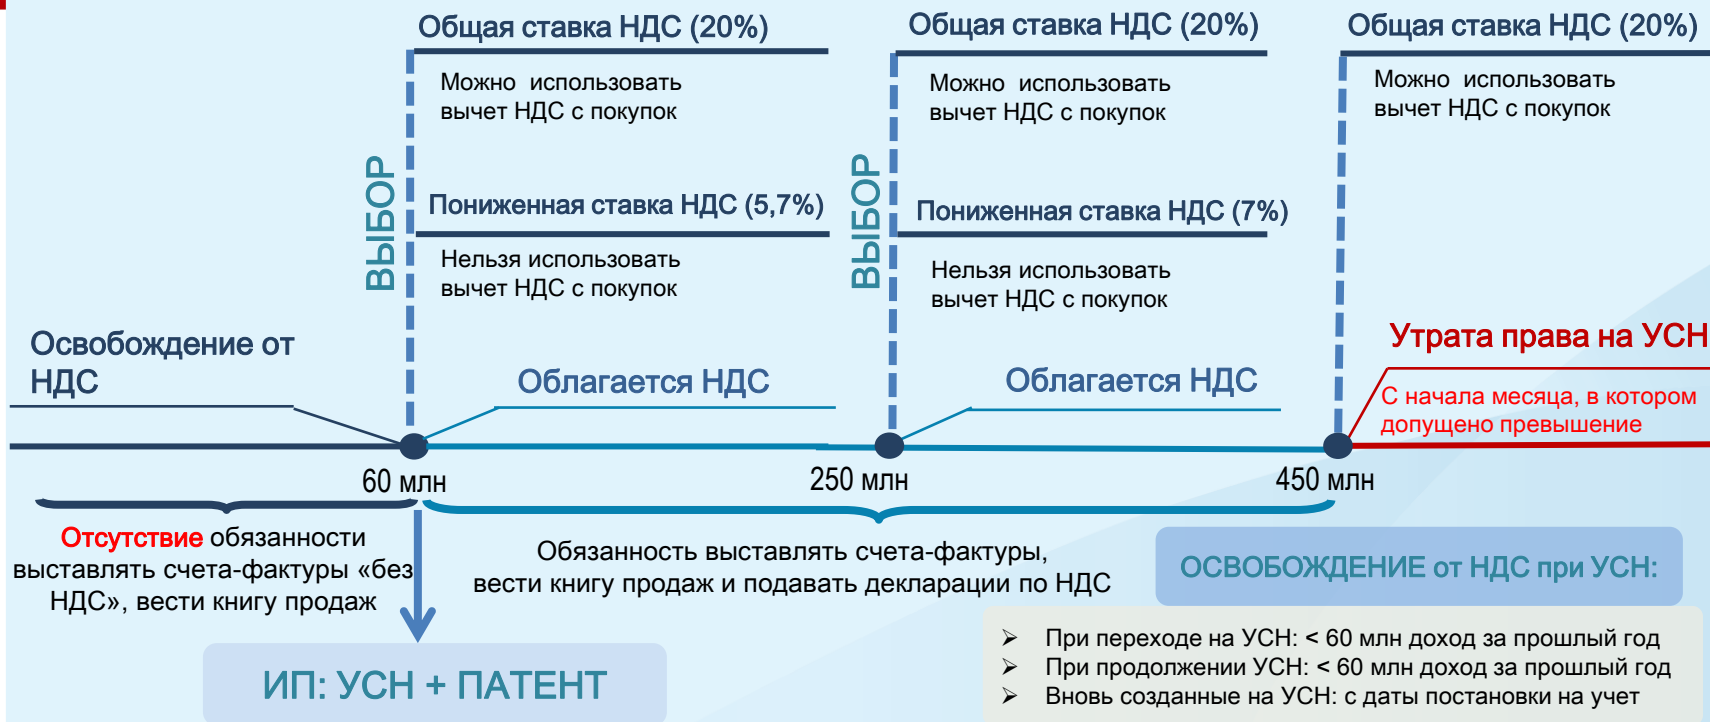 Общая ставка НДС (20%)
Можно использовать
вычет НДС с покупок
ВЫБОР
Пониженная ставка НДС (5,7%)
Нельзя использовать
вычет НДС с покупок
Общая ставка НДС (20%)
Можно использовать
вычет НДС с покупок
ВЫБОР
Пониженная ставка НДС (7%)
Нельзя использовать
вычет НДС с покупок
Общая ставка НДС (20%)
Можно использовать
вычет НДС с покупок
Освобождение от
НДС
Облагается НДС
Облагается НДС
Утрата права на УСН
С начала месяца, в котором
допущено превышение
60 млн
250 млн
450 млн
Отсутствие обязанности
выставлять счета-фактуры «без
НДС», вести книгу продаж
Обязанность выставлять счета-фактуры,
вести книгу продаж и подавать декларации по НДС
ИП: УСН + ПАТЕНТ
ОСВОБОЖДЕНИЕ от НДС при УСН:
➢ При переходе на УСН: < 60 млн доход за прошлый год
➢ При продолжении УСН: < 60 млн доход за прошлый год
➢ Вновь созданные на УСН: с даты постановки на учет